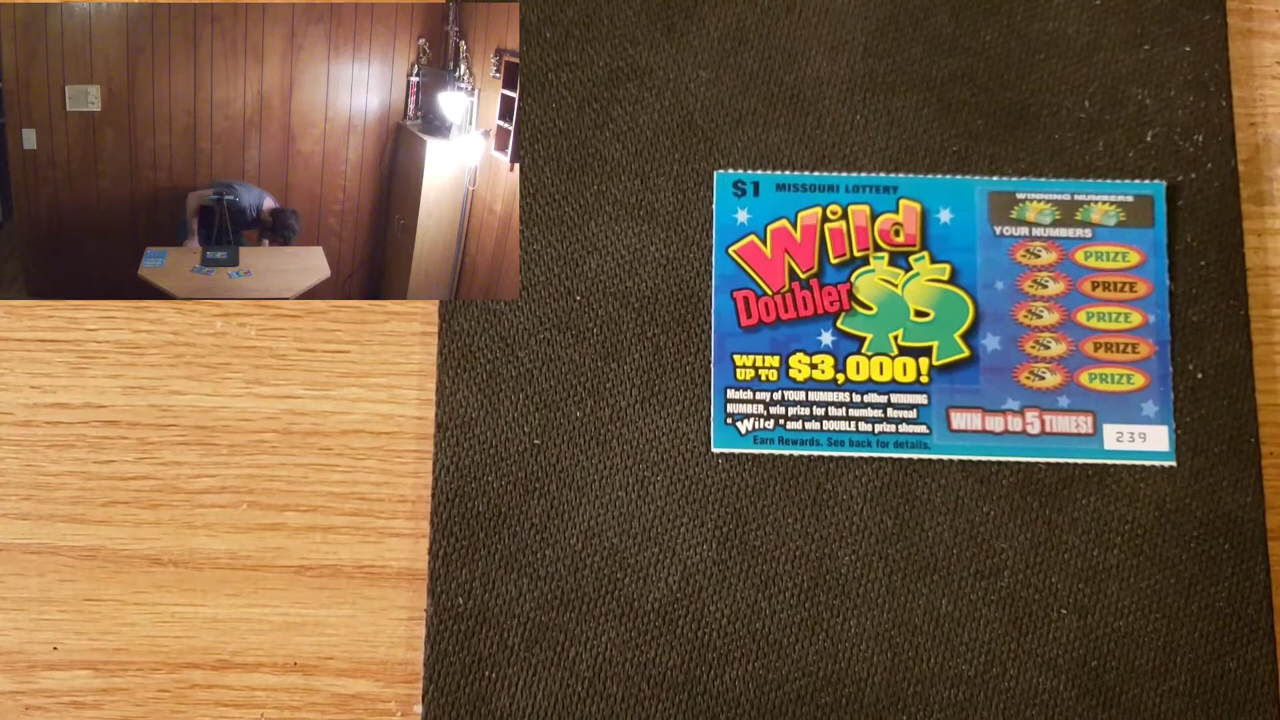 $1 MISSOURI LOTTERY
Wild
Doubler
$$
WIN
UP TO $3,000!
Match any of YOUR NUMBERS to either WINNING
NUMBER, win prize for that number. Reveal
"Wild" and win DOUBLE the prize shown.
Earn Rewards. See back for details.
WINNING NUMBERS
YOUR NUMBERS
$ PRIZE
$ PRIZE
$ PRIZE
$ PRIZE
$ PRIZE
WIN up to 5 TIMES!
239